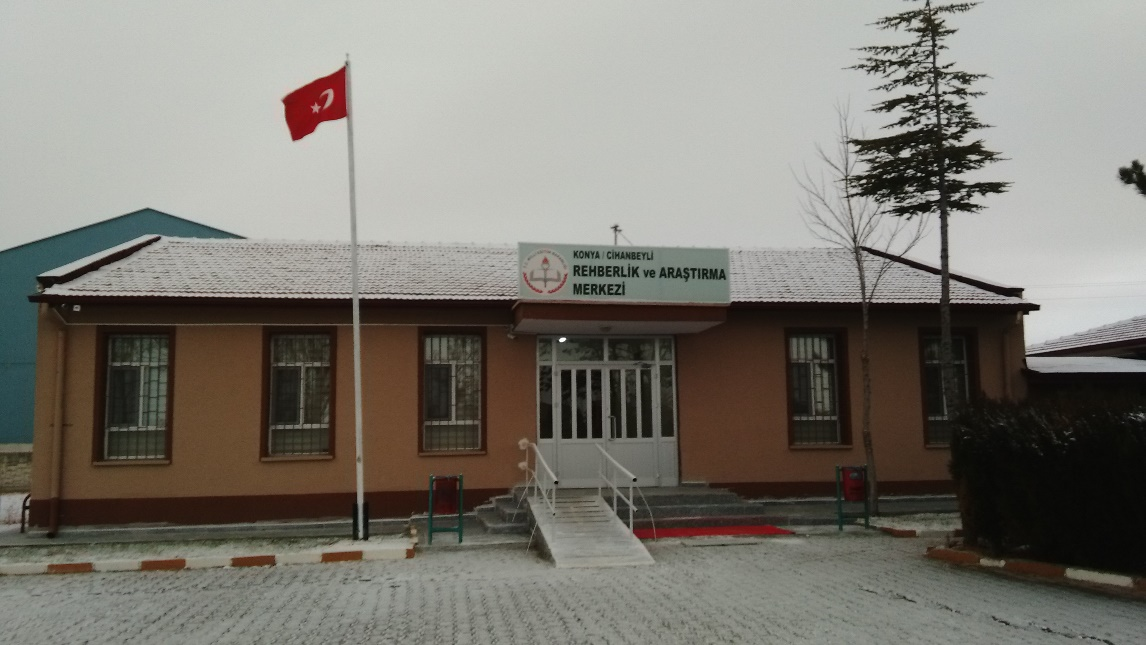 KONYA / CİHANBEYLİ
REHBERLİK ve ARAŞTIRMA
MERKEZİ